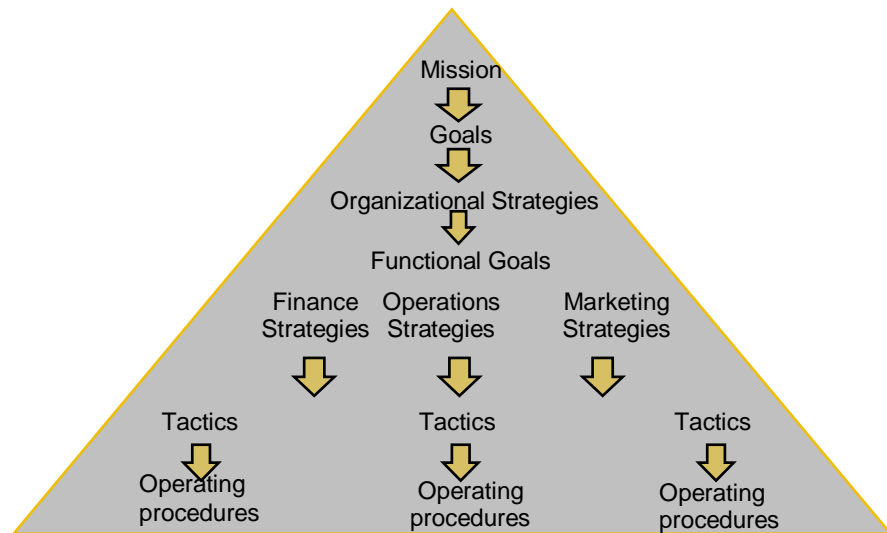 Mission
Goals
Organizational Strategies
Functional Goals
Finance
Strategies
Operations
Strategies
Marketing
Strategies
Tactics
Tactics
Tactics
Operating
procedures
Operating
procedures
Operating
procedures